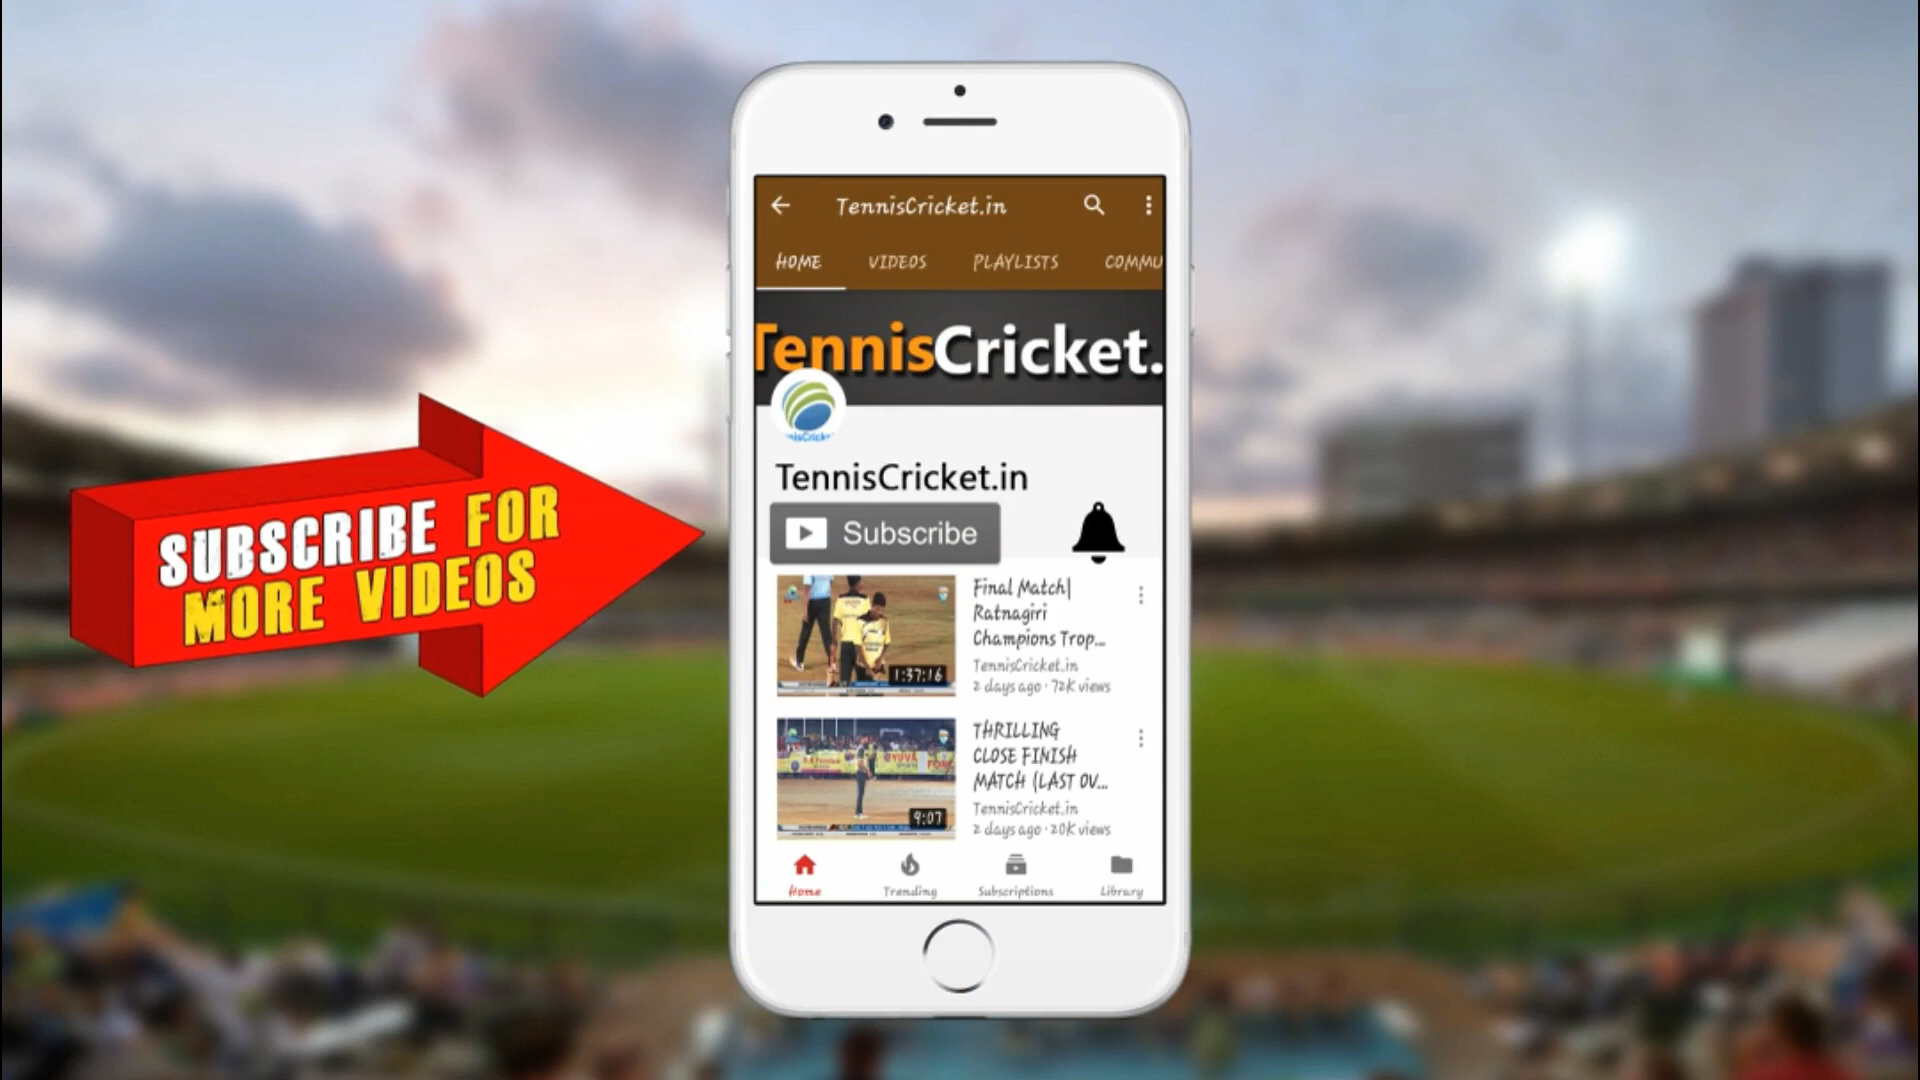 SUBSCRIBE FOR
MORE VIDEOS
TennisCricket.in
HOME VIDEOS PLAYLISTS COMMU
TennisCricket.
TennisCricket.in
Subscribe
Final Match|
Ratnagiri
Champions Trop...
TennisCricket.in
2 days ago · 72K views
1:37:16
THRILLING
CLOSE FINISH
MATCH (LAST OV...
TennisCricket.in
2 days ago · 20K views
9:07
Home Trending Subscriptions Library